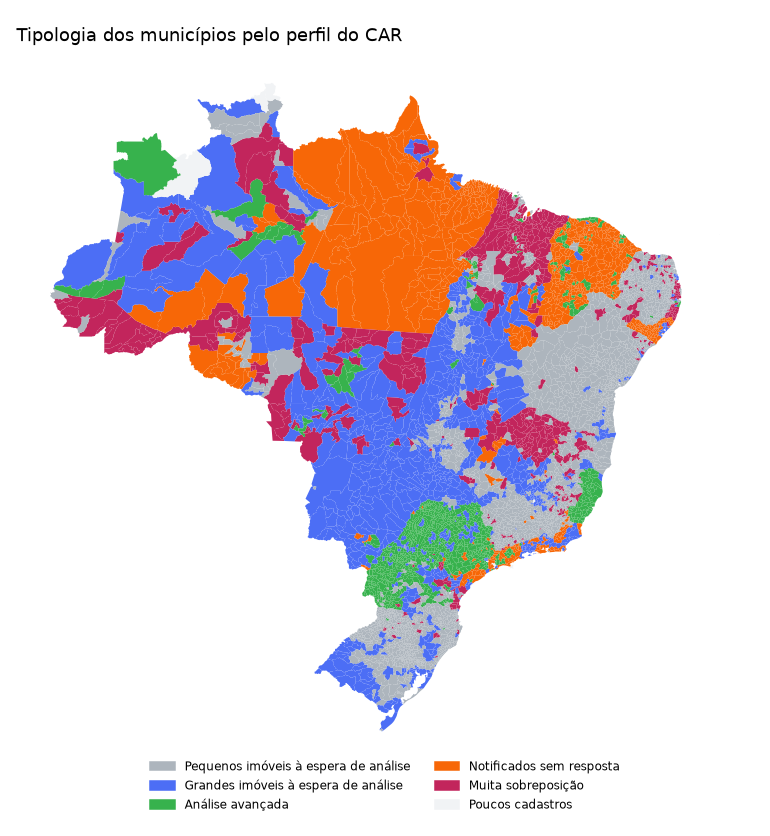 Tipologia dos municípios pelo perfil do CAR
Pequenos imóveis à espera de análise
Grandes imóveis à espera de análise
Análise avançada
Notificados sem resposta
Muita sobreposição
Poucos cadastros